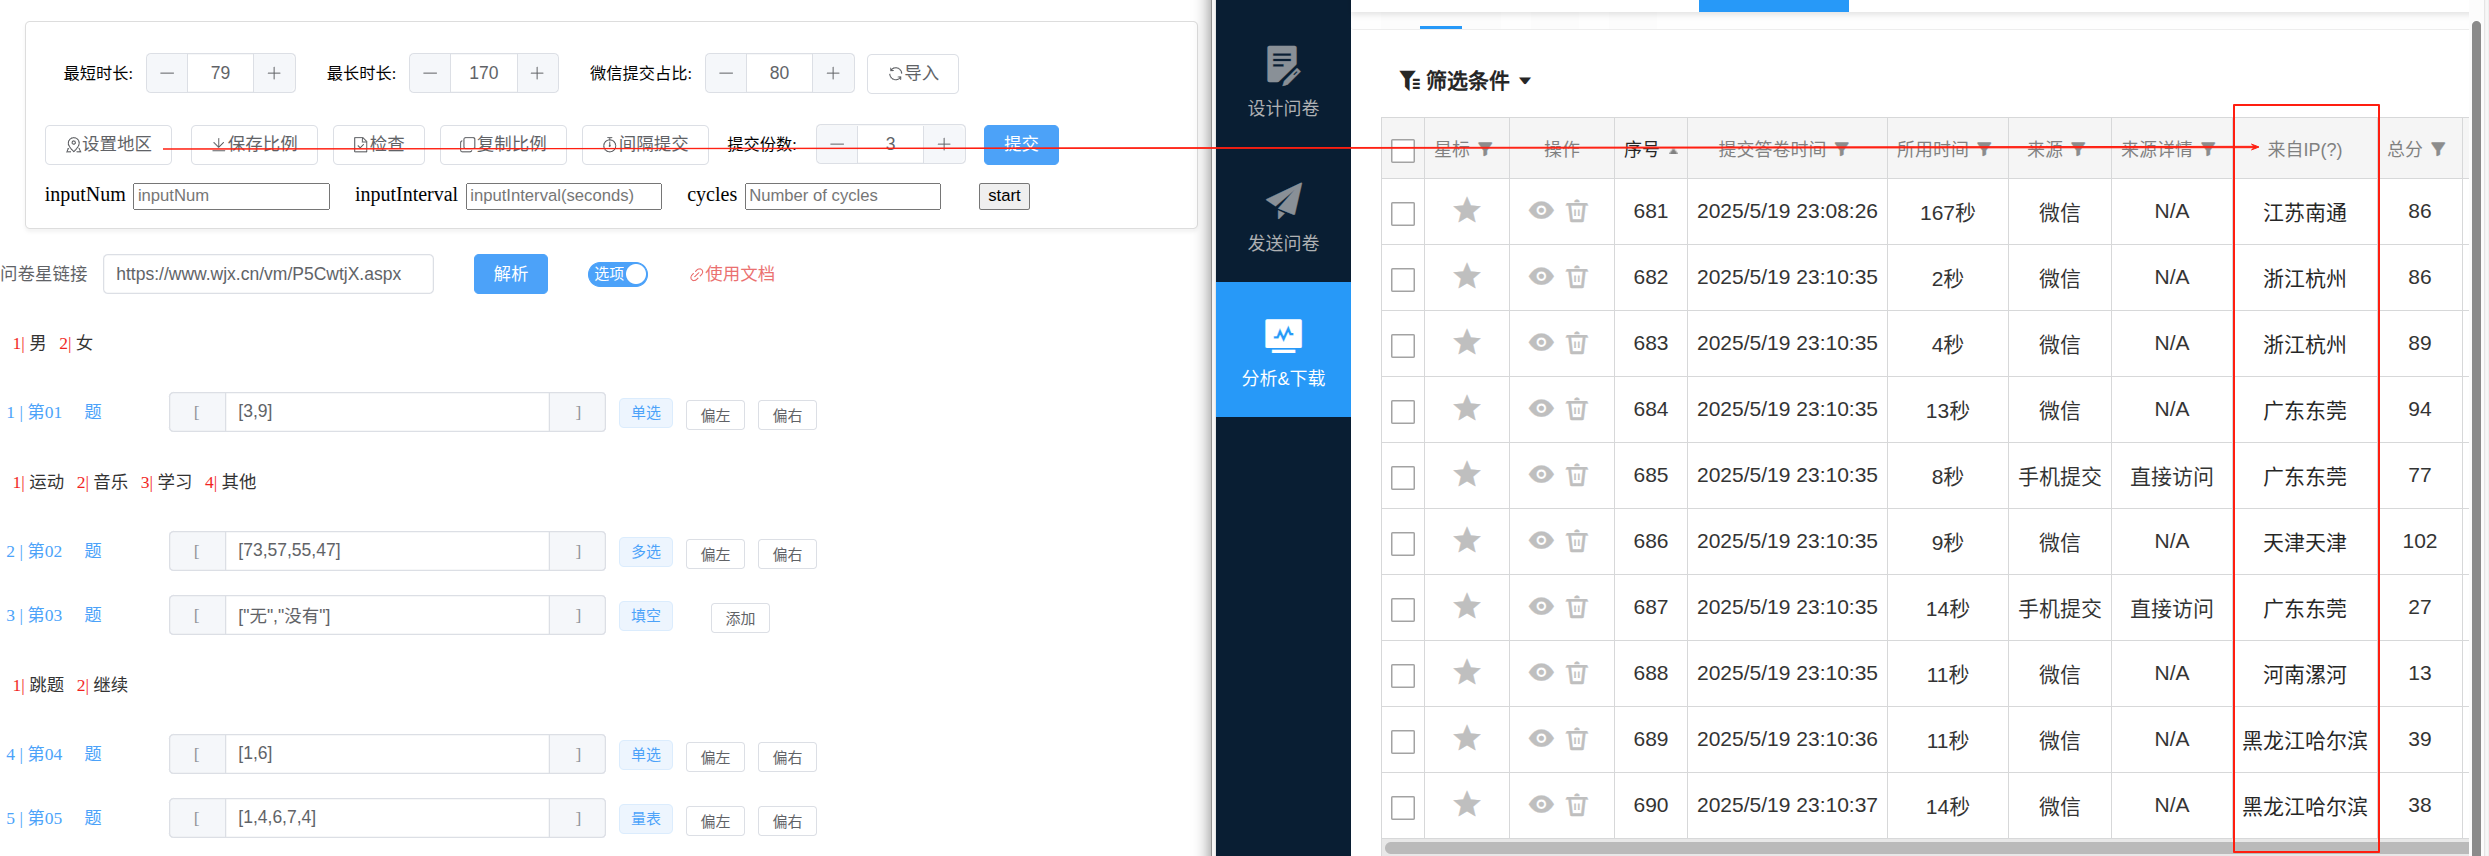 最短时长: 79 最长时长: 170 微信提交占比: 80 导入
设置地区 保存比例 检查 复制比例 间隔提交 提交份数: 3 提交
inputNum inputNum inputInterval inputInterval(seconds) cycles Number of cycles start
问卷星链接 https://www.wjx.cn/vm/P5CwtjX.aspx 解析 选项 使用文档
1| 男 2| 女
1 | 第01 题 [ [3,9] ] 单选 偏左 偏右
1| 运动 2| 音乐 3| 学习 4| 其他
2 | 第02 题 [ [73,57,55,47] ] 多选 偏左 偏右
3 | 第03 题 [ ["无","没有"] ] 填空 添加
1| 跳题 2| 继续
4 | 第04 题 [ [1,6] ] 单选 偏左 偏右
5 | 第05 题 [ [1,4,6,7,4] ] 量表 偏左 偏右
设计问卷
发送问卷
分析&下载
筛选条件
星标 操作 序号 提交答卷时间 所用时间 来源 来源详情 来自IP(?) 总分
681 2025/5/19 23:08:26 167秒 微信 N/A 江苏南通 86
682 2025/5/19 23:10:35 2秒 微信 N/A 浙江杭州 86
683 2025/5/19 23:10:35 4秒 微信 N/A 浙江杭州 89
684 2025/5/19 23:10:35 13秒 微信 N/A 广东东莞 94
685 2025/5/19 23:10:35 8秒 手机提交 直接访问 广东东莞 77
686 2025/5/19 23:10:35 9秒 微信 N/A 天津天津 102
687 2025/5/19 23:10:35 14秒 手机提交 直接访问 广东东莞 27
688 2025/5/19 23:10:35 11秒 微信 N/A 河南漯河 13
689 2025/5/19 23:10:36 11秒 微信 N/A 黑龙江哈尔滨 39
690 2025/5/19 23:10:37 14秒 微信 N/A 黑龙江哈尔滨 38